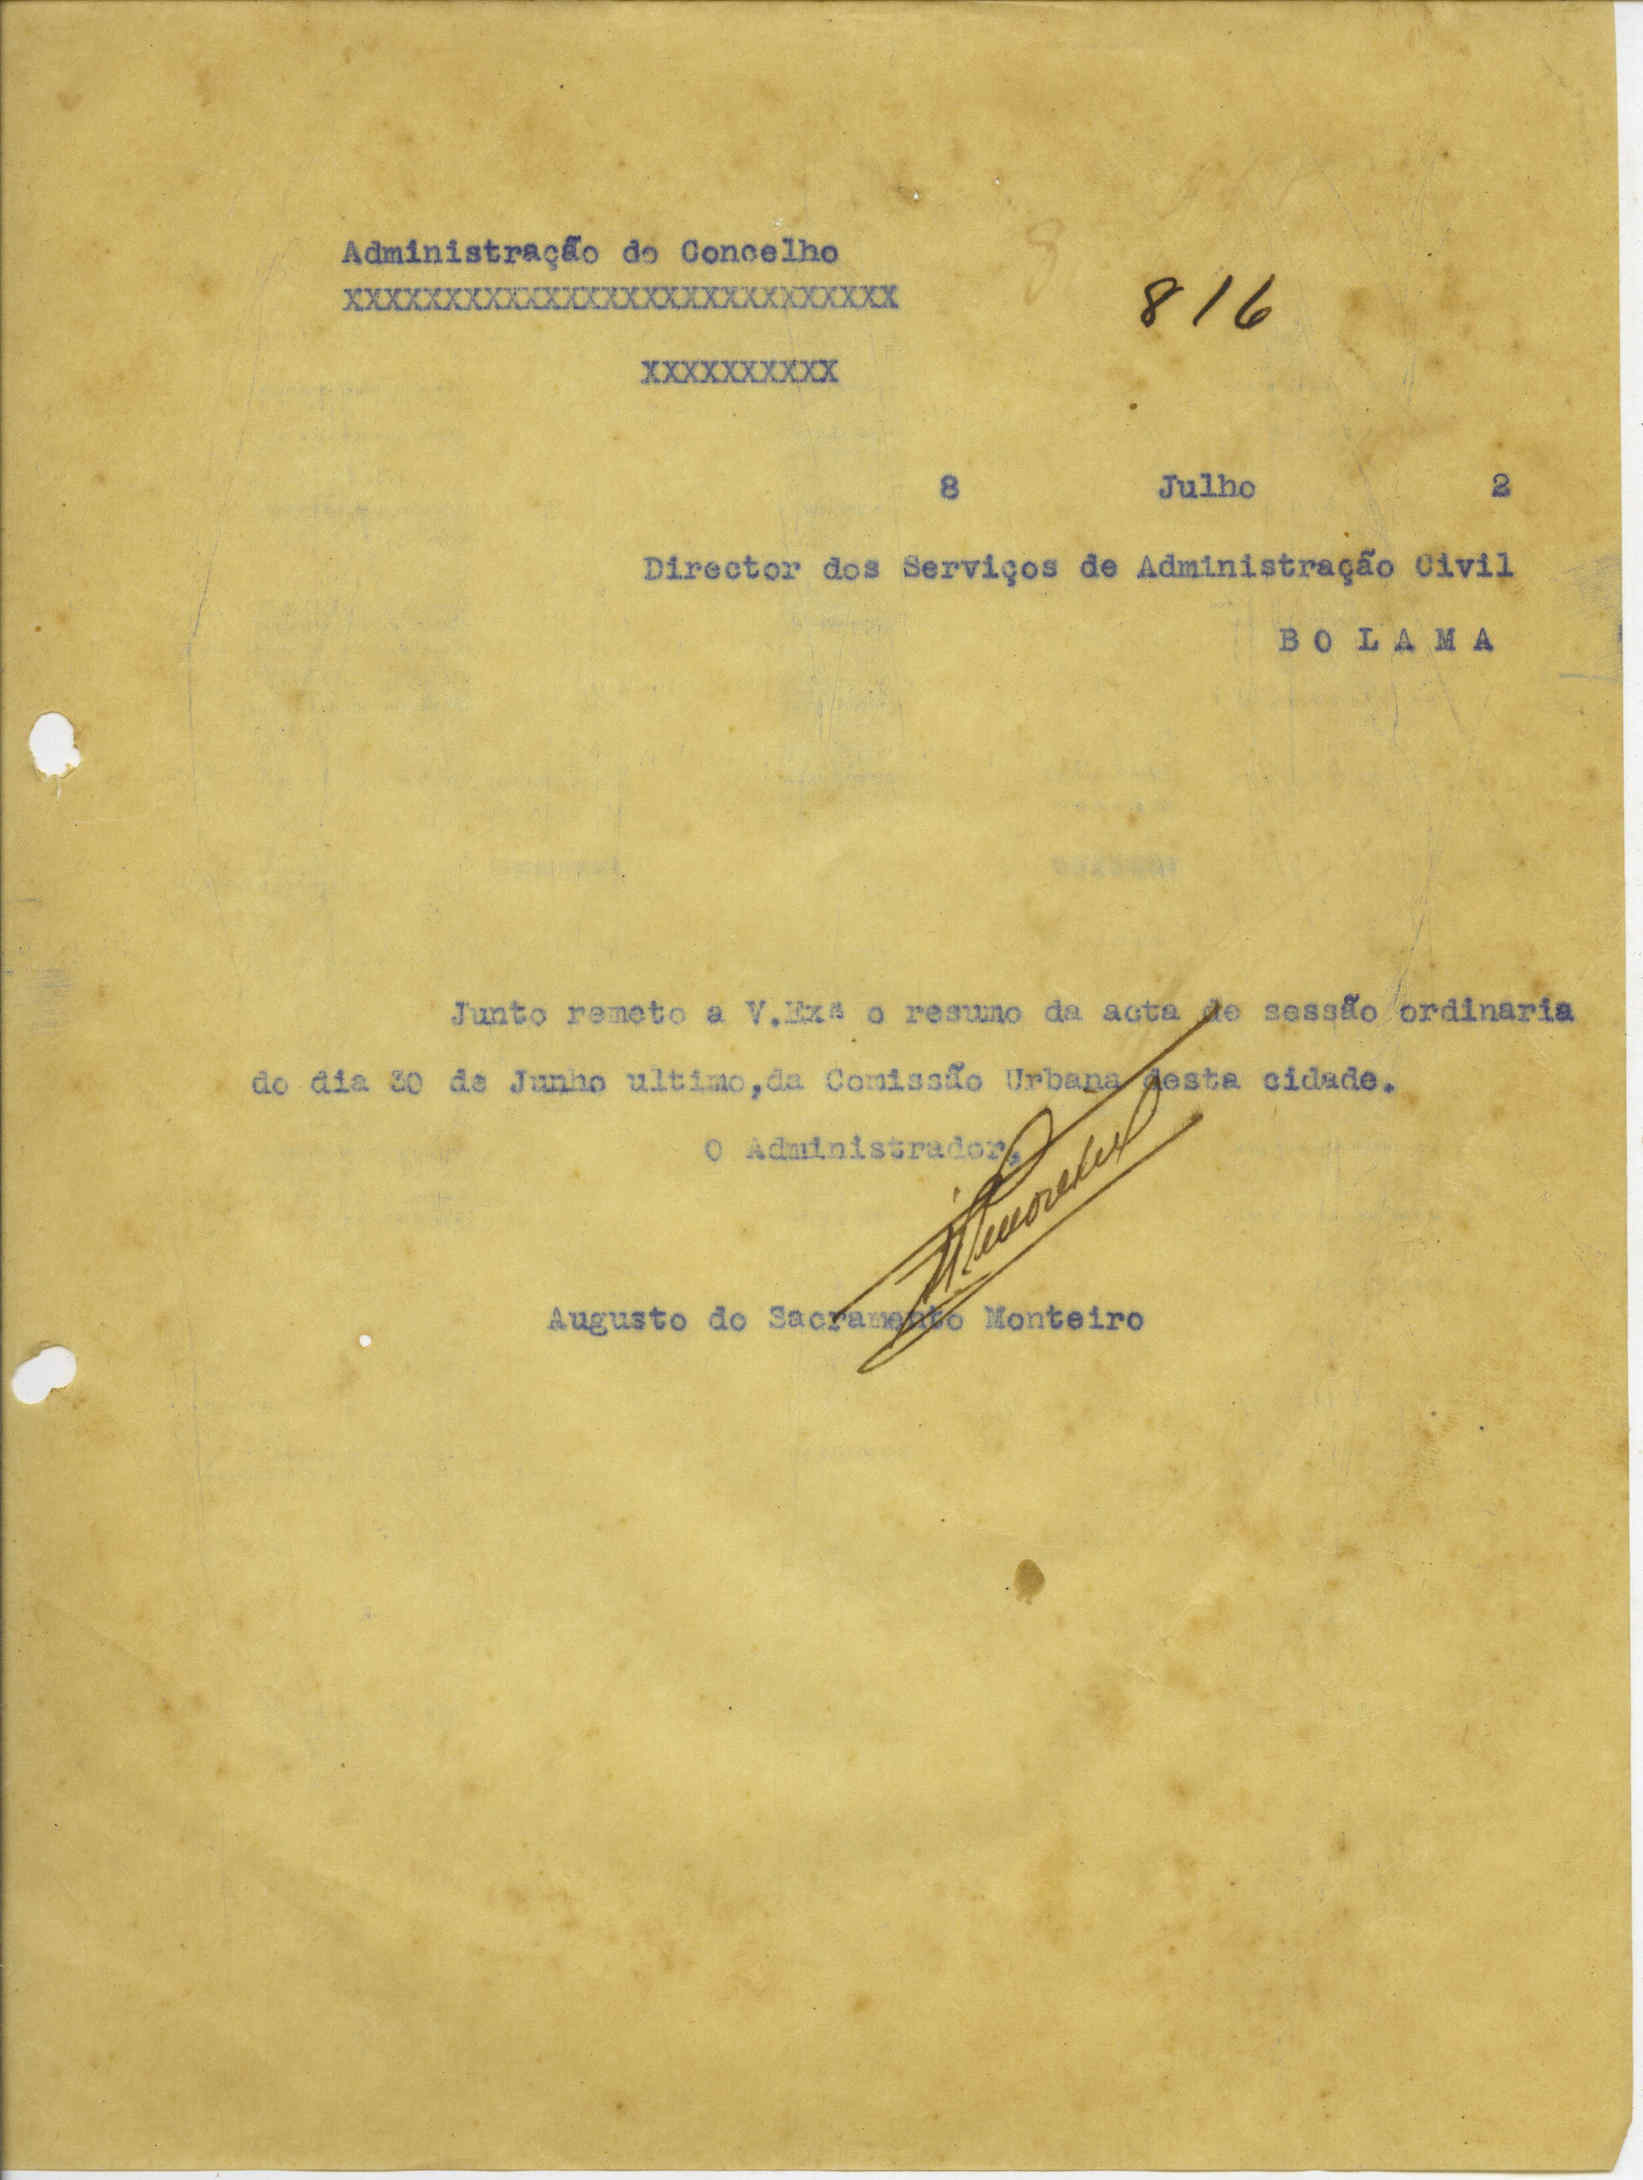 Administração do Concelho
XXXXXXXXXXXXXXXXXXXXXXXXXXXX
816
XXXXXXXXXX
8 Julho 2
Director dos Serviços de Administração Civil
B O L A M A
Junto remeto a V.Exª o resumo da acta de sessão ordinaria
do dia 30 de Junho ultimo,da Comissão Urbana desta cidade.
O Administrador,
Augusto do Sacramento Monteiro